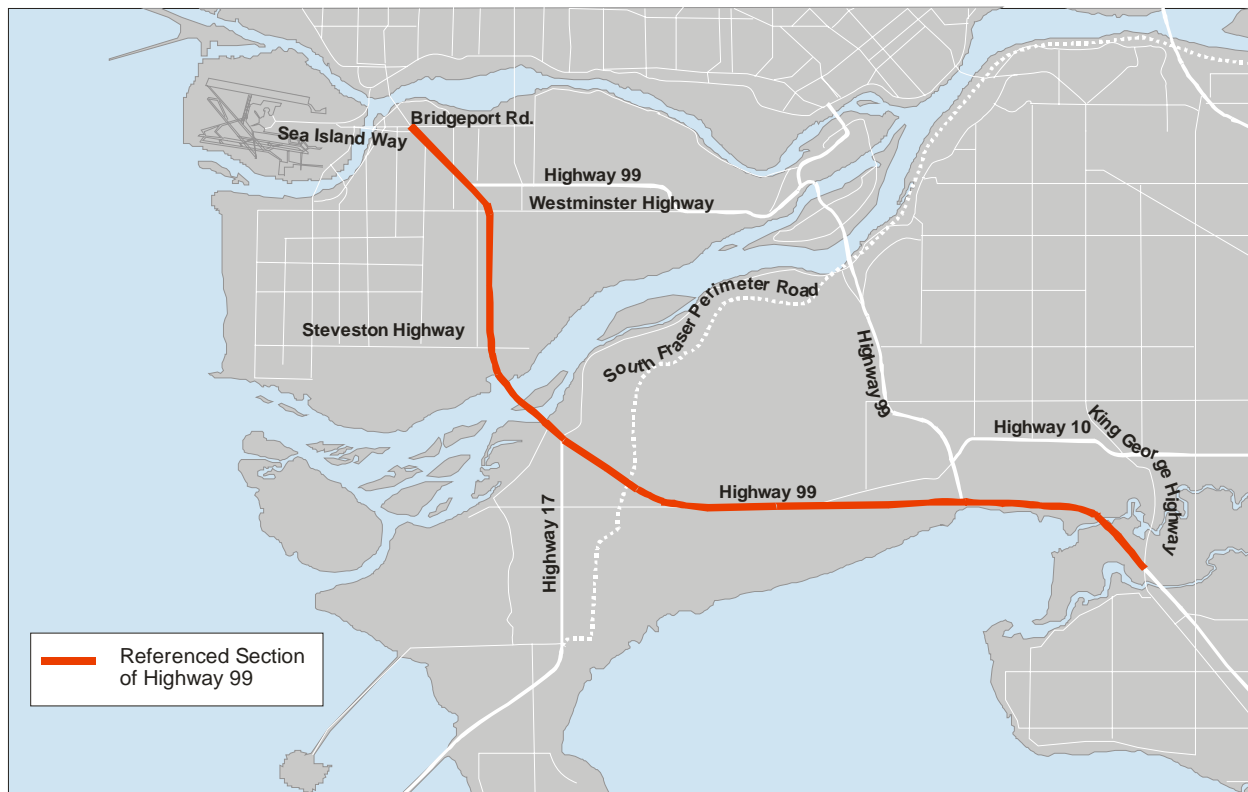 Bridgeport Rd.
Sea Island Way
Highway 99
Westminster Highway
South Fraser Perimeter Road
Steveston Highway
Highway 99
King George Highway
Highway 10
Highway 99
Highway 17
Referenced Section
of Highway 99